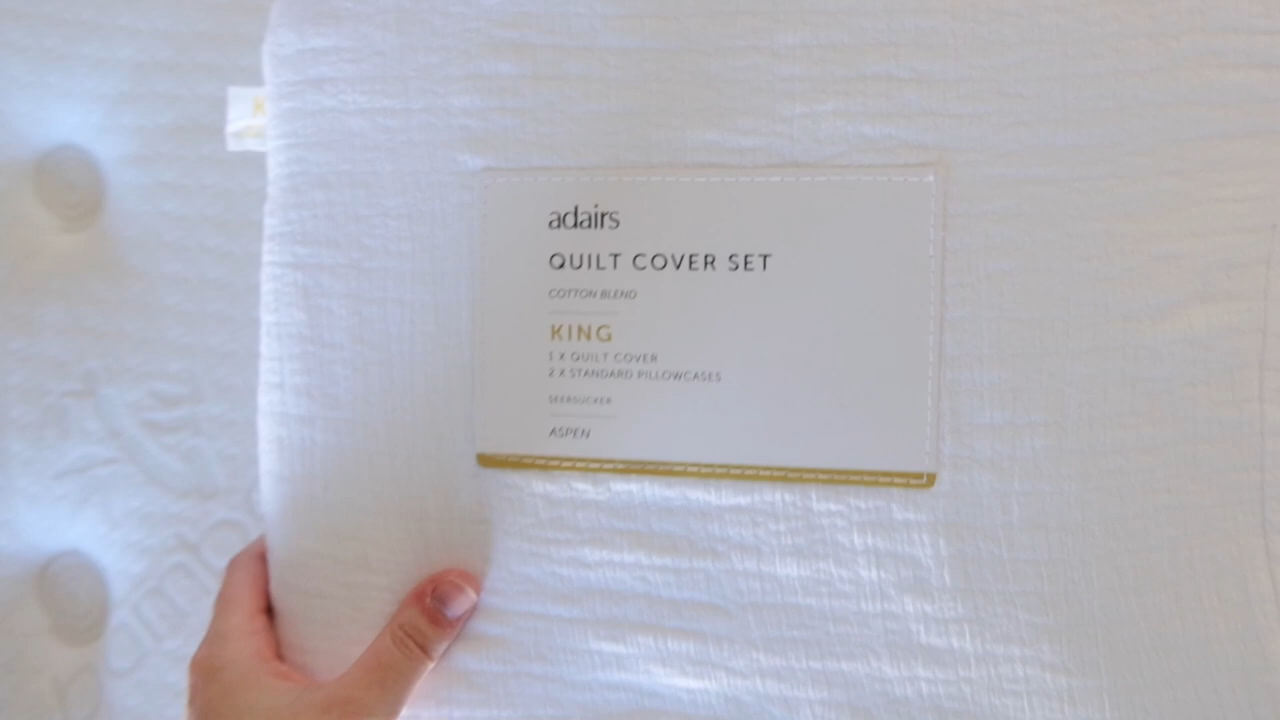 adairs
QUILT COVER SET
COTTON BLEND
KING
1 X QUILT COVER
2 X STANDARD PILLOWCASES
SEERSUCKER
ASPEN